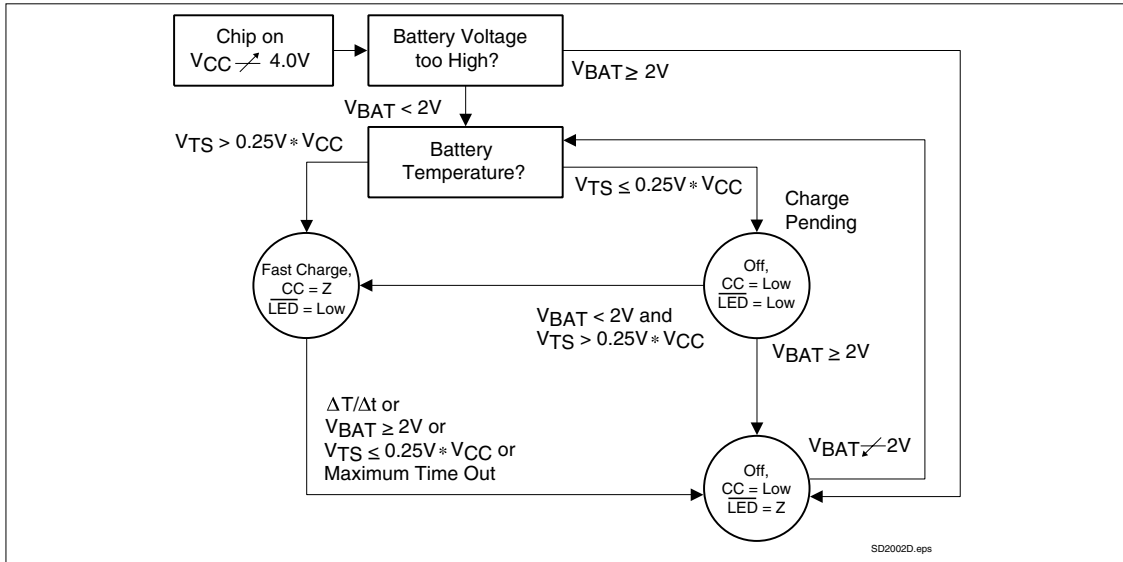 Chip on
VCC 4.0V
Battery Voltage
too High?
VBAT ≥ 2V
VBAT < 2V
VTS > 0.25V * VCC
Battery
Temperature?
VTS ≤ 0.25V * VCC
Charge
Pending
Fast Charge,
CC = Z
LED = Low
Off,
CC = Low
LED = Low
VBAT < 2V and
VTS > 0.25V * VCC
VBAT ≥ 2V
ΔT/Δt or
VBAT ≥ 2V or
VTS ≤ 0.25V * VCC or
Maximum Time Out
VBAT 2V
Off,
CC = Low
LED = Z
SD2002D.eps